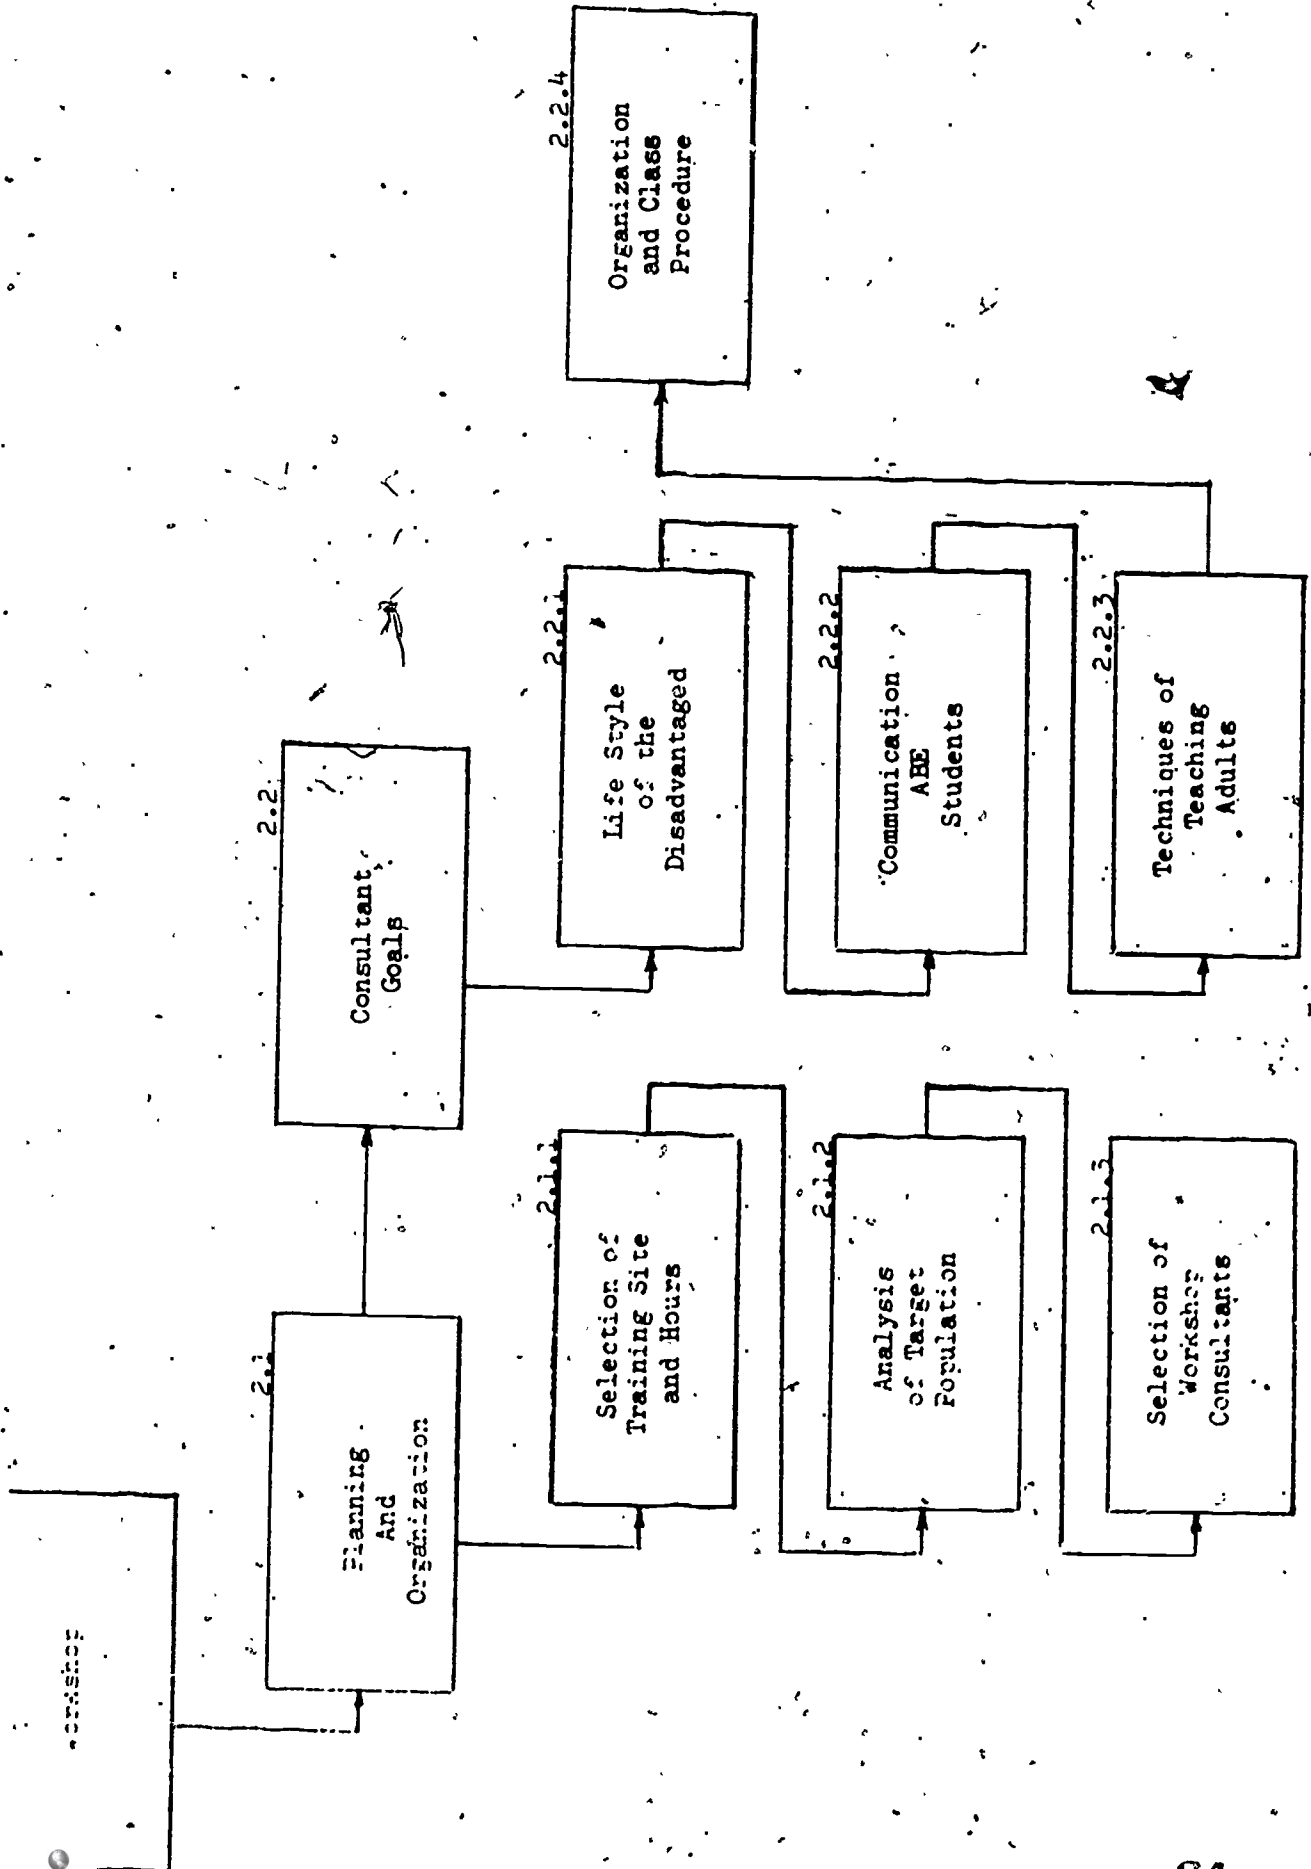 Workshop
2.1
Planning
And
Organization
2.2
Consultant
Goals
2.1.1
Selection of
Training Site
and Hours
2.1.2
Analysis
of Target
Population
2.1.3
Selection of
Workshop
Consultants
2.2.1
Life Style
of the
Disadvantaged
2.2.2
Communication
ABE
Students
2.2.3
Techniques of
Teaching
Adults
2.2.4
Organization
and Class
Procedure